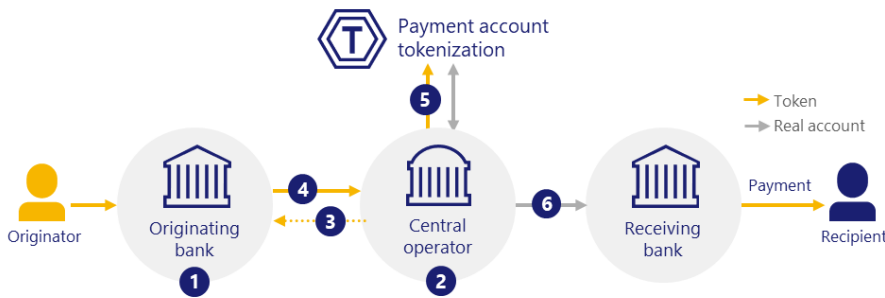 T
Payment account
tokenization
5
Token
Real account
4
3
6
Payment
Originator
Originating
bank
Central
operator
Receiving
bank
Recipient
1
2